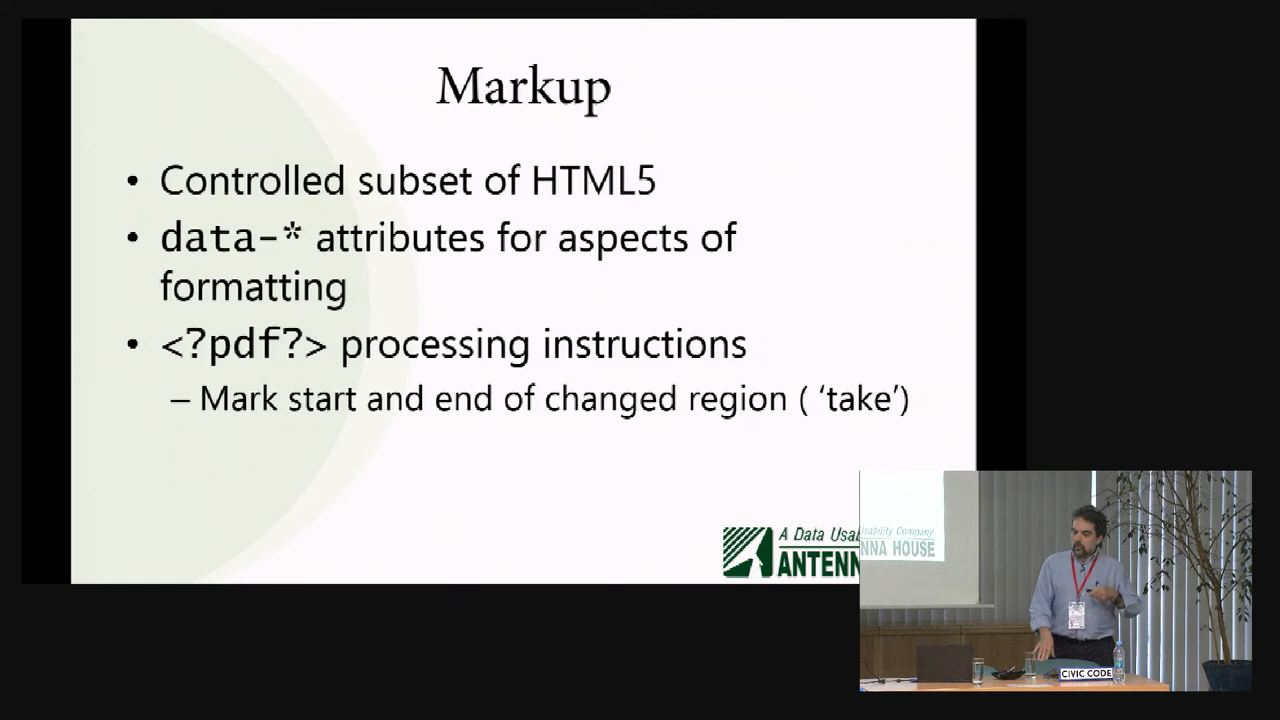 Markup
• Controlled subset of HTML5
• data-* attributes for aspects of
formatting
• <?pdf?> processing instructions
– Mark start and end of changed region ( ‘take’)
A Data Usab
ANTENN
Usability Company
NNA HOUSE
CIVIC CODE